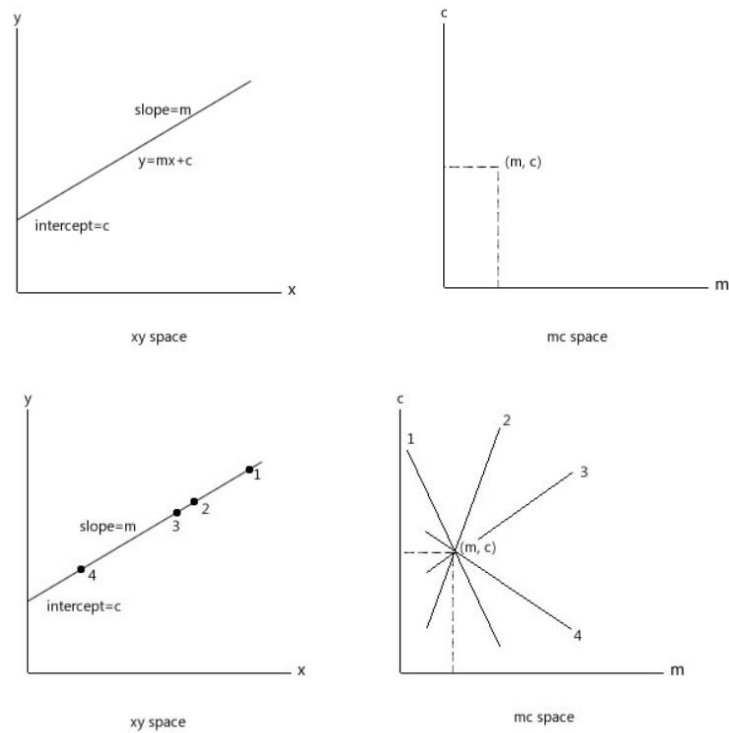 y
slope=m
y=mx+c
intercept=c
x
xy space
c
(m, c)
m
mc space
y
1
2
3
slope=m
4
intercept=c
x
xy space
c
2
1
3
(m, c)
4
m
mc space